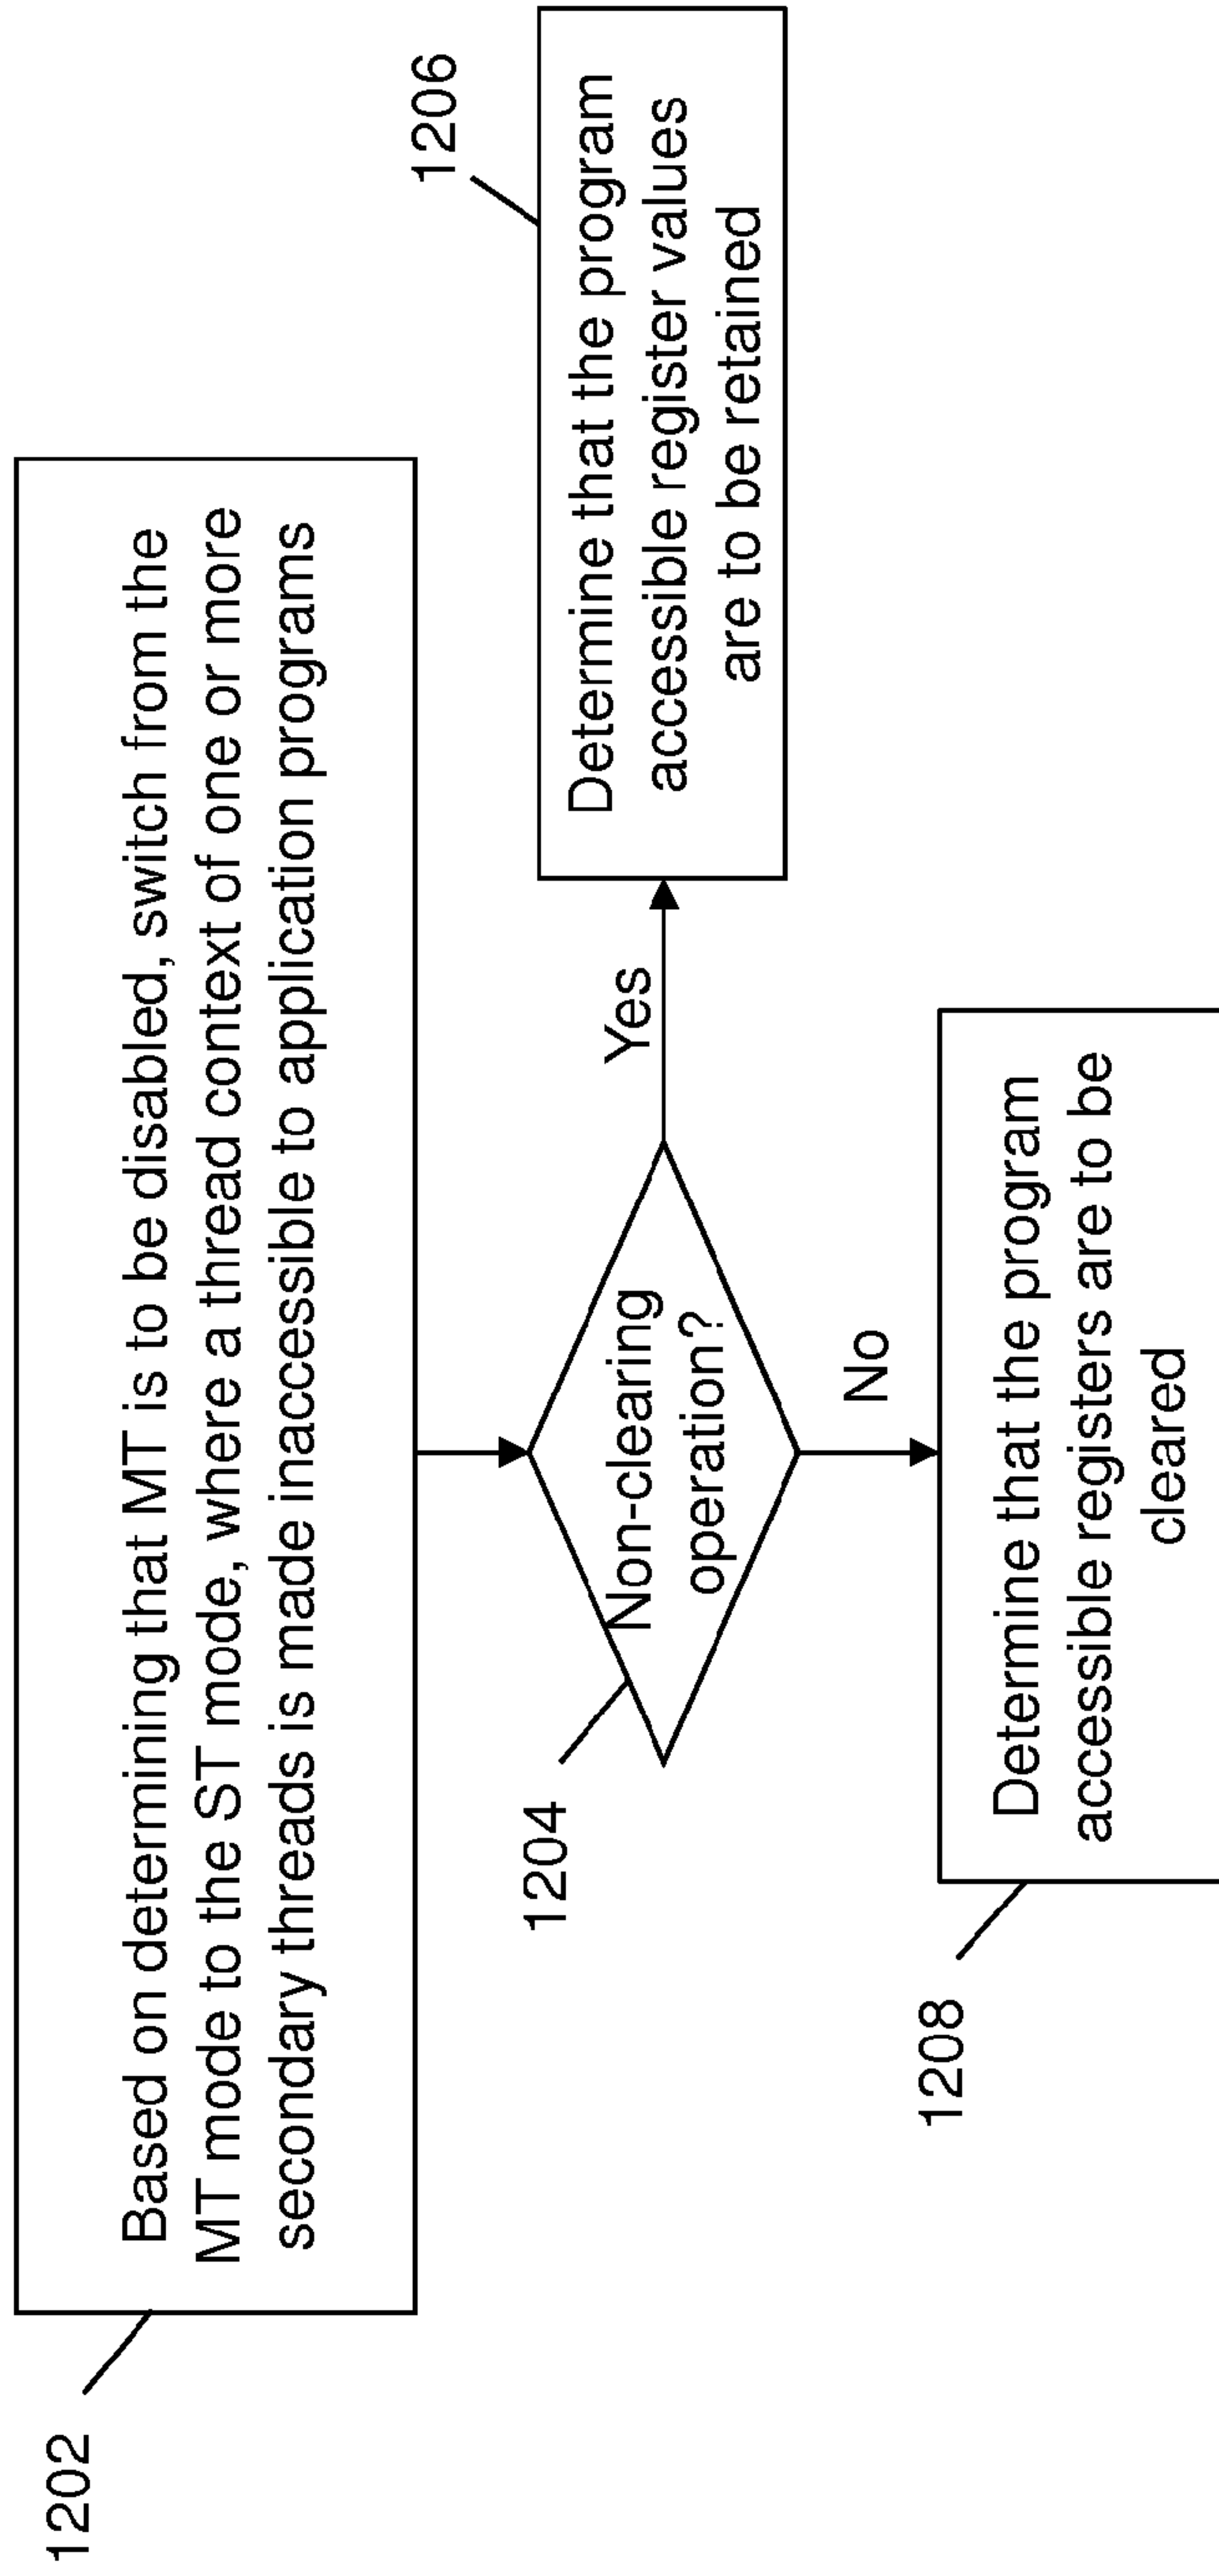 1202
Based on determining that MT is to be disabled, switch from the
MT mode to the ST mode, where a thread context of one or more
secondary threads is made inaccessible to application programs
1204
Non-clearing
operation?
Yes
1206
Determine that the program
accessible register values
are to be retained
No
1208
Determine that the program
accessible registers are to be
cleared